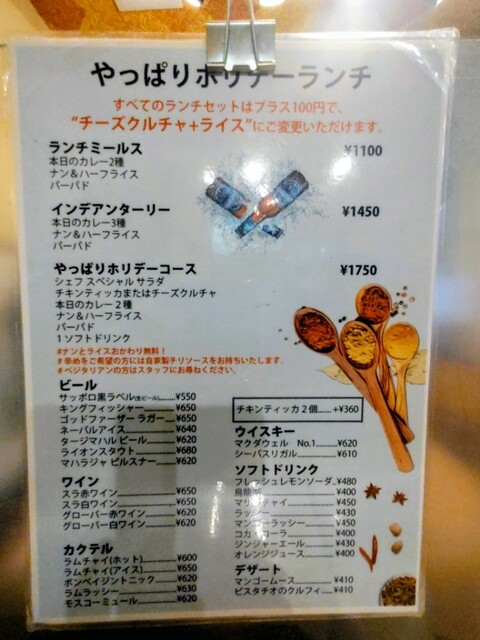 やっぱりホリデーランチ
すべてのランチセットはプラス100円で、
“チーズクルチャ+ライス”にご変更いただけます。
ランチミールス ¥1100
本日のカレー2種
ナン&ハーフライス
パーパド
インデアンターリー ¥1450
本日のカレー3種
ナン&ハーフライス
パーパド
やっぱりホリデーコース ¥1750
シェフ スペシャル サラダ
チキンティッカまたはチーズクルチャ
本日のカレー2種
ナン&ハーフライス
パーパド
1 ソフトドリンク
#ナンとライスおかわり無料!
#辛めをご希望の方には自家製チリソースをお持ちいたします。
#ベジタリアンの方はスタッフにお尋ねください。
ビール
サッポロ黒ラベル(生ビール)......¥550
キングフィッシャー............¥650
ゴッドファーザー ラガー....¥650
ネーパルアイス..................¥640
タージマハル ビール..........¥620
ライオンスタウト..............¥680
マハラジャ ピルスナー......¥620
ワイン
スラ赤ワイン......................¥650
スラ白ワイン......................¥650
グローバー赤ワイン..........¥620
グローバー白ワイン..........¥620
カクテル
ラムチャイ(ホット)............¥600
ラムチャイ(アイス)............¥650
ボンベイジントニック......¥620
ラムラッシー......................¥630
モスコーミュール..............¥620
チキンティッカ2個......+¥360
ウイスキー
マクダウェル No.1............¥620
シーバスリガル..................¥610
ソフトドリンク
フレッシュレモンソーダ..¥480
烏龍茶..................¥400
マサラチャイ..................¥450
ラッシー..................¥430
マンゴーラッシー............¥450
コカコーラ..................¥400
ジンジャーエール............¥430
オレンジジュース............¥400
デザート
マンゴームース..................¥410
ピスタチオのクルフィ......¥410